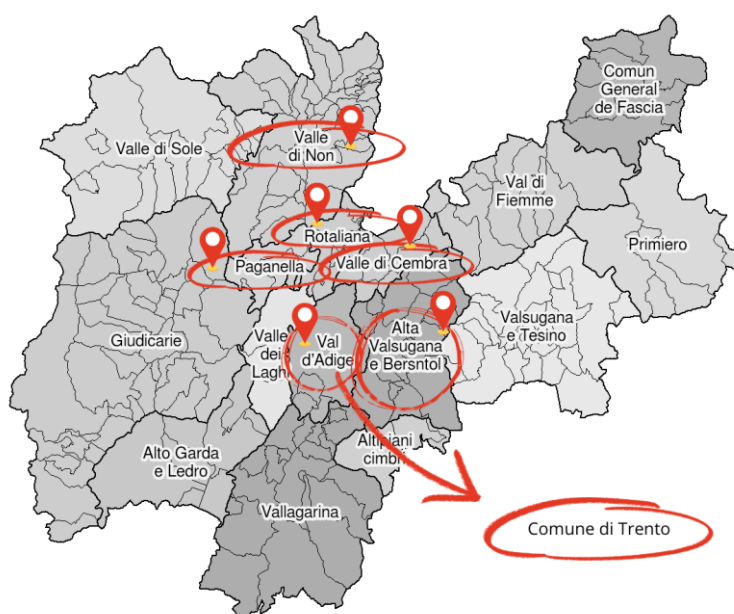 Comun
General
de Fascia
Valle di Sole
Valle
di Non
Val di
Fiemme
Rotaliana
Primiero
Paganella
Valle di Cembra
Giudicarie
Valle
dei
Laghi
Val
d'Adige
Alta
Valsugana
e Bersntol
Valsugana
e Tesino
Alto Garda
e Ledro
Altipiani
cimbri
Vallagarina
Comune di Trento